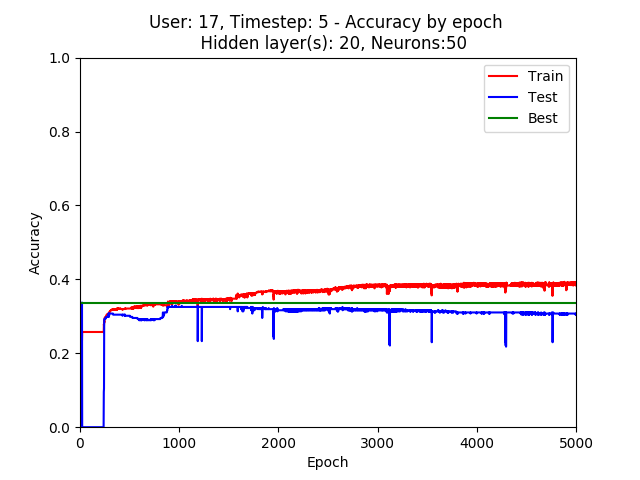 User: 17, Timestep: 5 - Accuracy by epoch
Hidden layer(s): 20, Neurons:50
1.0
Train
Test
Best
0.8
0.6
Accuracy
0.4
0.2
0.0
0 1000 2000 3000 4000 5000
Epoch